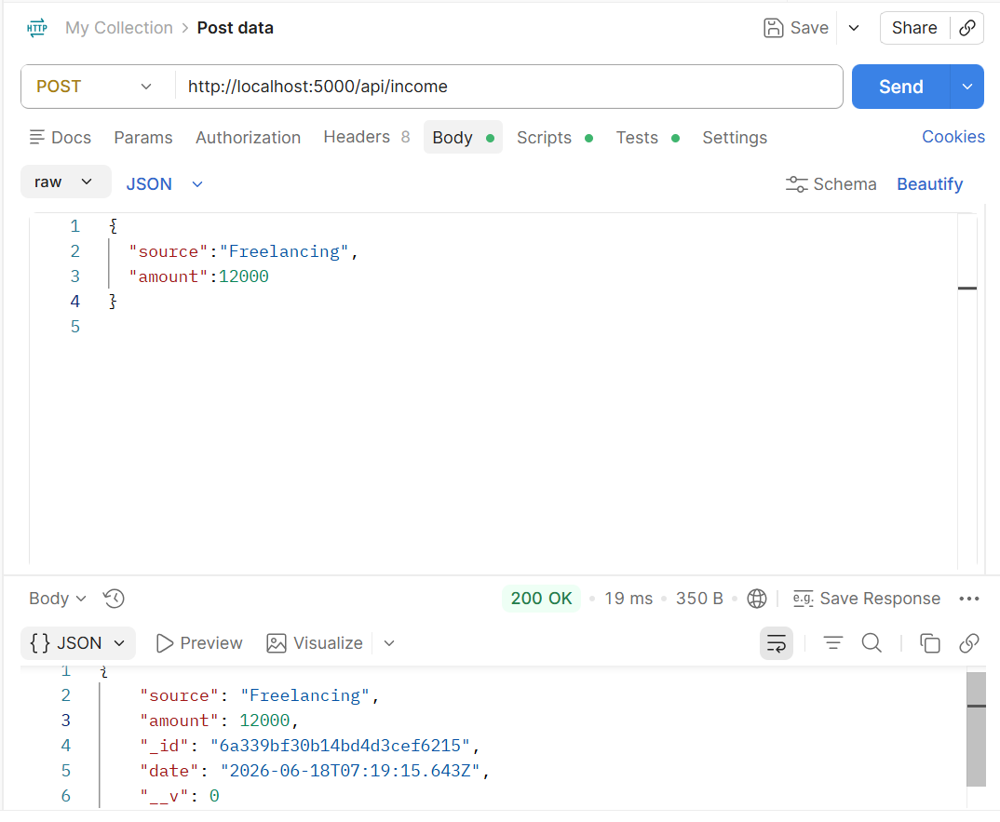 HTTP My Collection > Post data Save Share
POST http://localhost:5000/api/income Send
Docs Params Authorization Headers 8 Body Scripts Tests Settings Cookies
raw JSON Schema Beautify
1 {
2 "source":"Freelancing",
3 "amount":12000
4 }
5
Body 200 OK • 19 ms • 350 B • e.g. Save Response
{} JSON Preview Visualize
1 {
2 "source": "Freelancing",
3 "amount": 12000,
4 "_id": "6a339bf30b14bd4d3cef6215",
5 "date": "2026-06-18T07:19:15.643Z",
6 "__v": 0